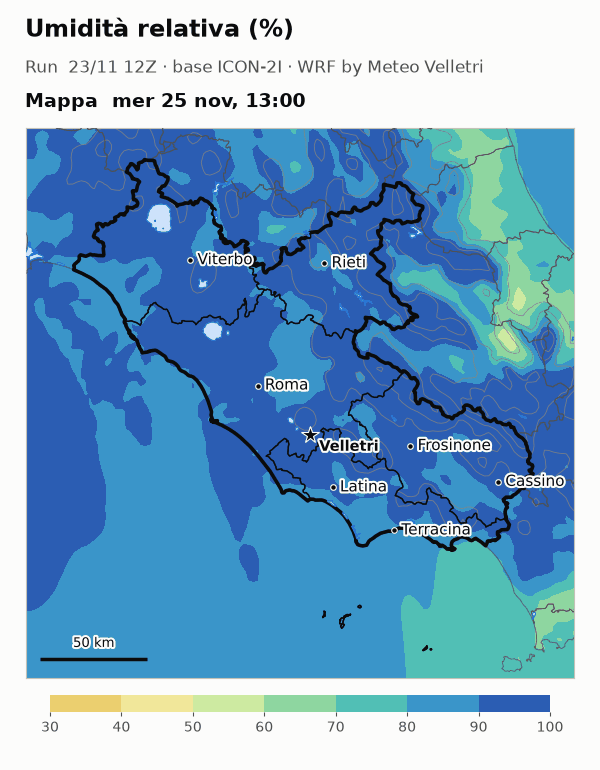 Umidità relativa (%)
Run  23/11 12Z · base ICON-2I · WRF by Meteo Velletri
Mappa  mer 25 nov, 13:00
Viterbo
Rieti
Roma
Velletri
Frosinone
Cassino
Latina
Terracina
50 km
30 40 50 60 70 80 90 100